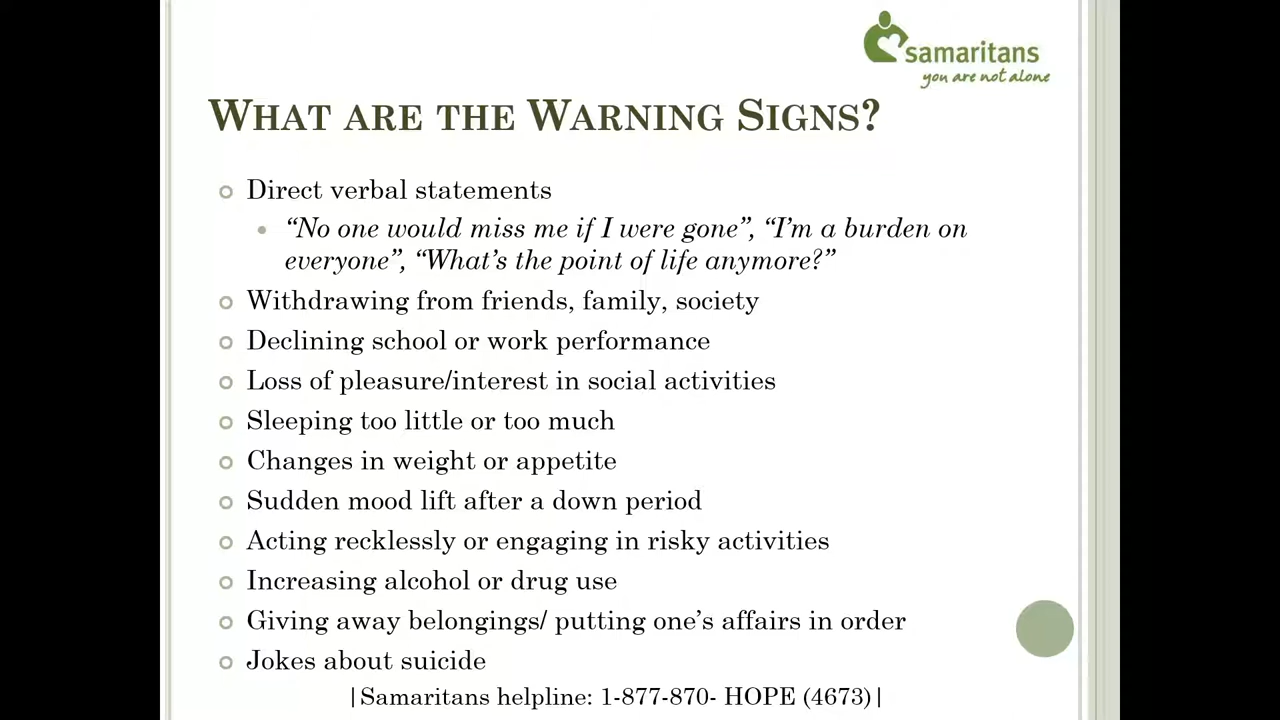 samaritans
you are not alone
WHAT ARE THE WARNING SIGNS?
Direct verbal statements
“No one would miss me if I were gone”, “I’m a burden on
everyone”, “What’s the point of life anymore?”
Withdrawing from friends, family, society
Declining school or work performance
Loss of pleasure/interest in social activities
Sleeping too little or too much
Changes in weight or appetite
Sudden mood lift after a down period
Acting recklessly or engaging in risky activities
Increasing alcohol or drug use
Giving away belongings/ putting one’s affairs in order
Jokes about suicide
|Samaritans helpline: 1-877-870- HOPE (4673)|